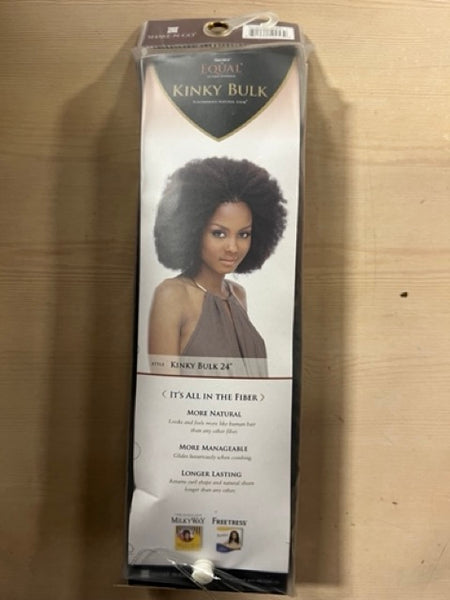 EQUAL
KINKY BULK
STYLE KINKY BULK 24"
< IT'S ALL IN THE FIBER >
MORE NATURAL
Looks and feels more like human hair
than any other fiber.
MORE MANAGEABLE
Glides luxuriously when combing.
LONGER LASTING
Retains curl shape and natural sheen
longer than any other.
MILKYWAY FREETRESS